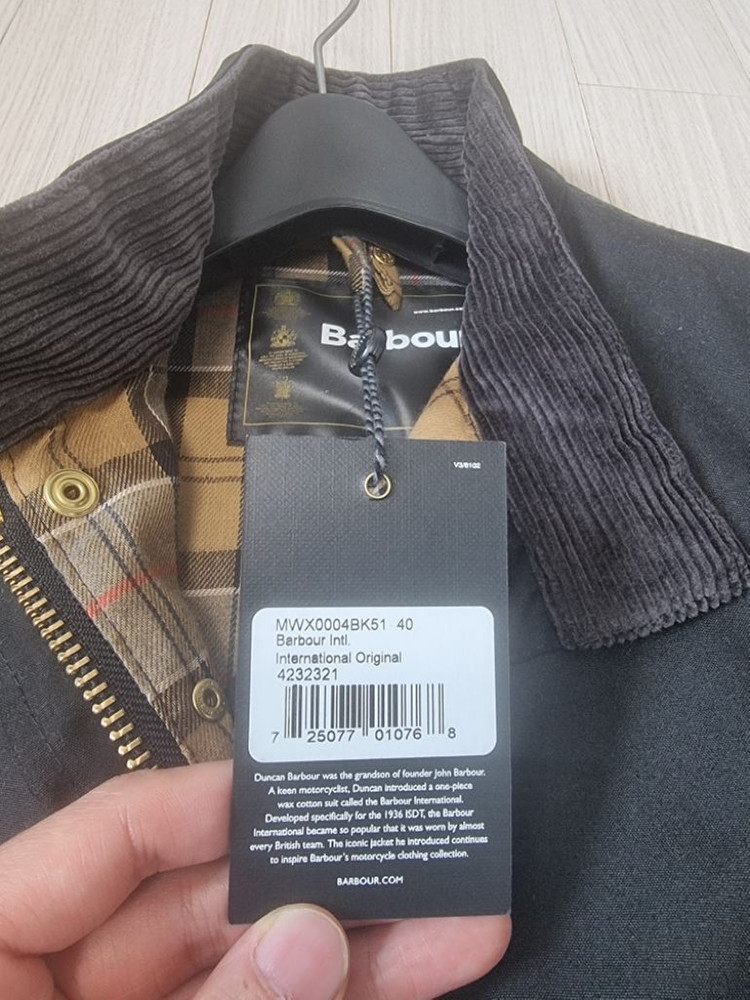 Barbour
V3/8102
MWX0004BK51 40
Barbour Intl.
International Original
4232321
7 25077 01076 8
Duncan Barbour was the grandson of founder John Barbour.
A keen motorcyclist, Duncan introduced a one-piece
wax cotton suit called the Barbour International.
Developed specifically for the 1936 ISDT, the Barbour
International became so popular that it was worn by almost
every British team. The iconic jacket he introduced continues
to inspire Barbour's motorcycle clothing collection.
BARBOUR.COM